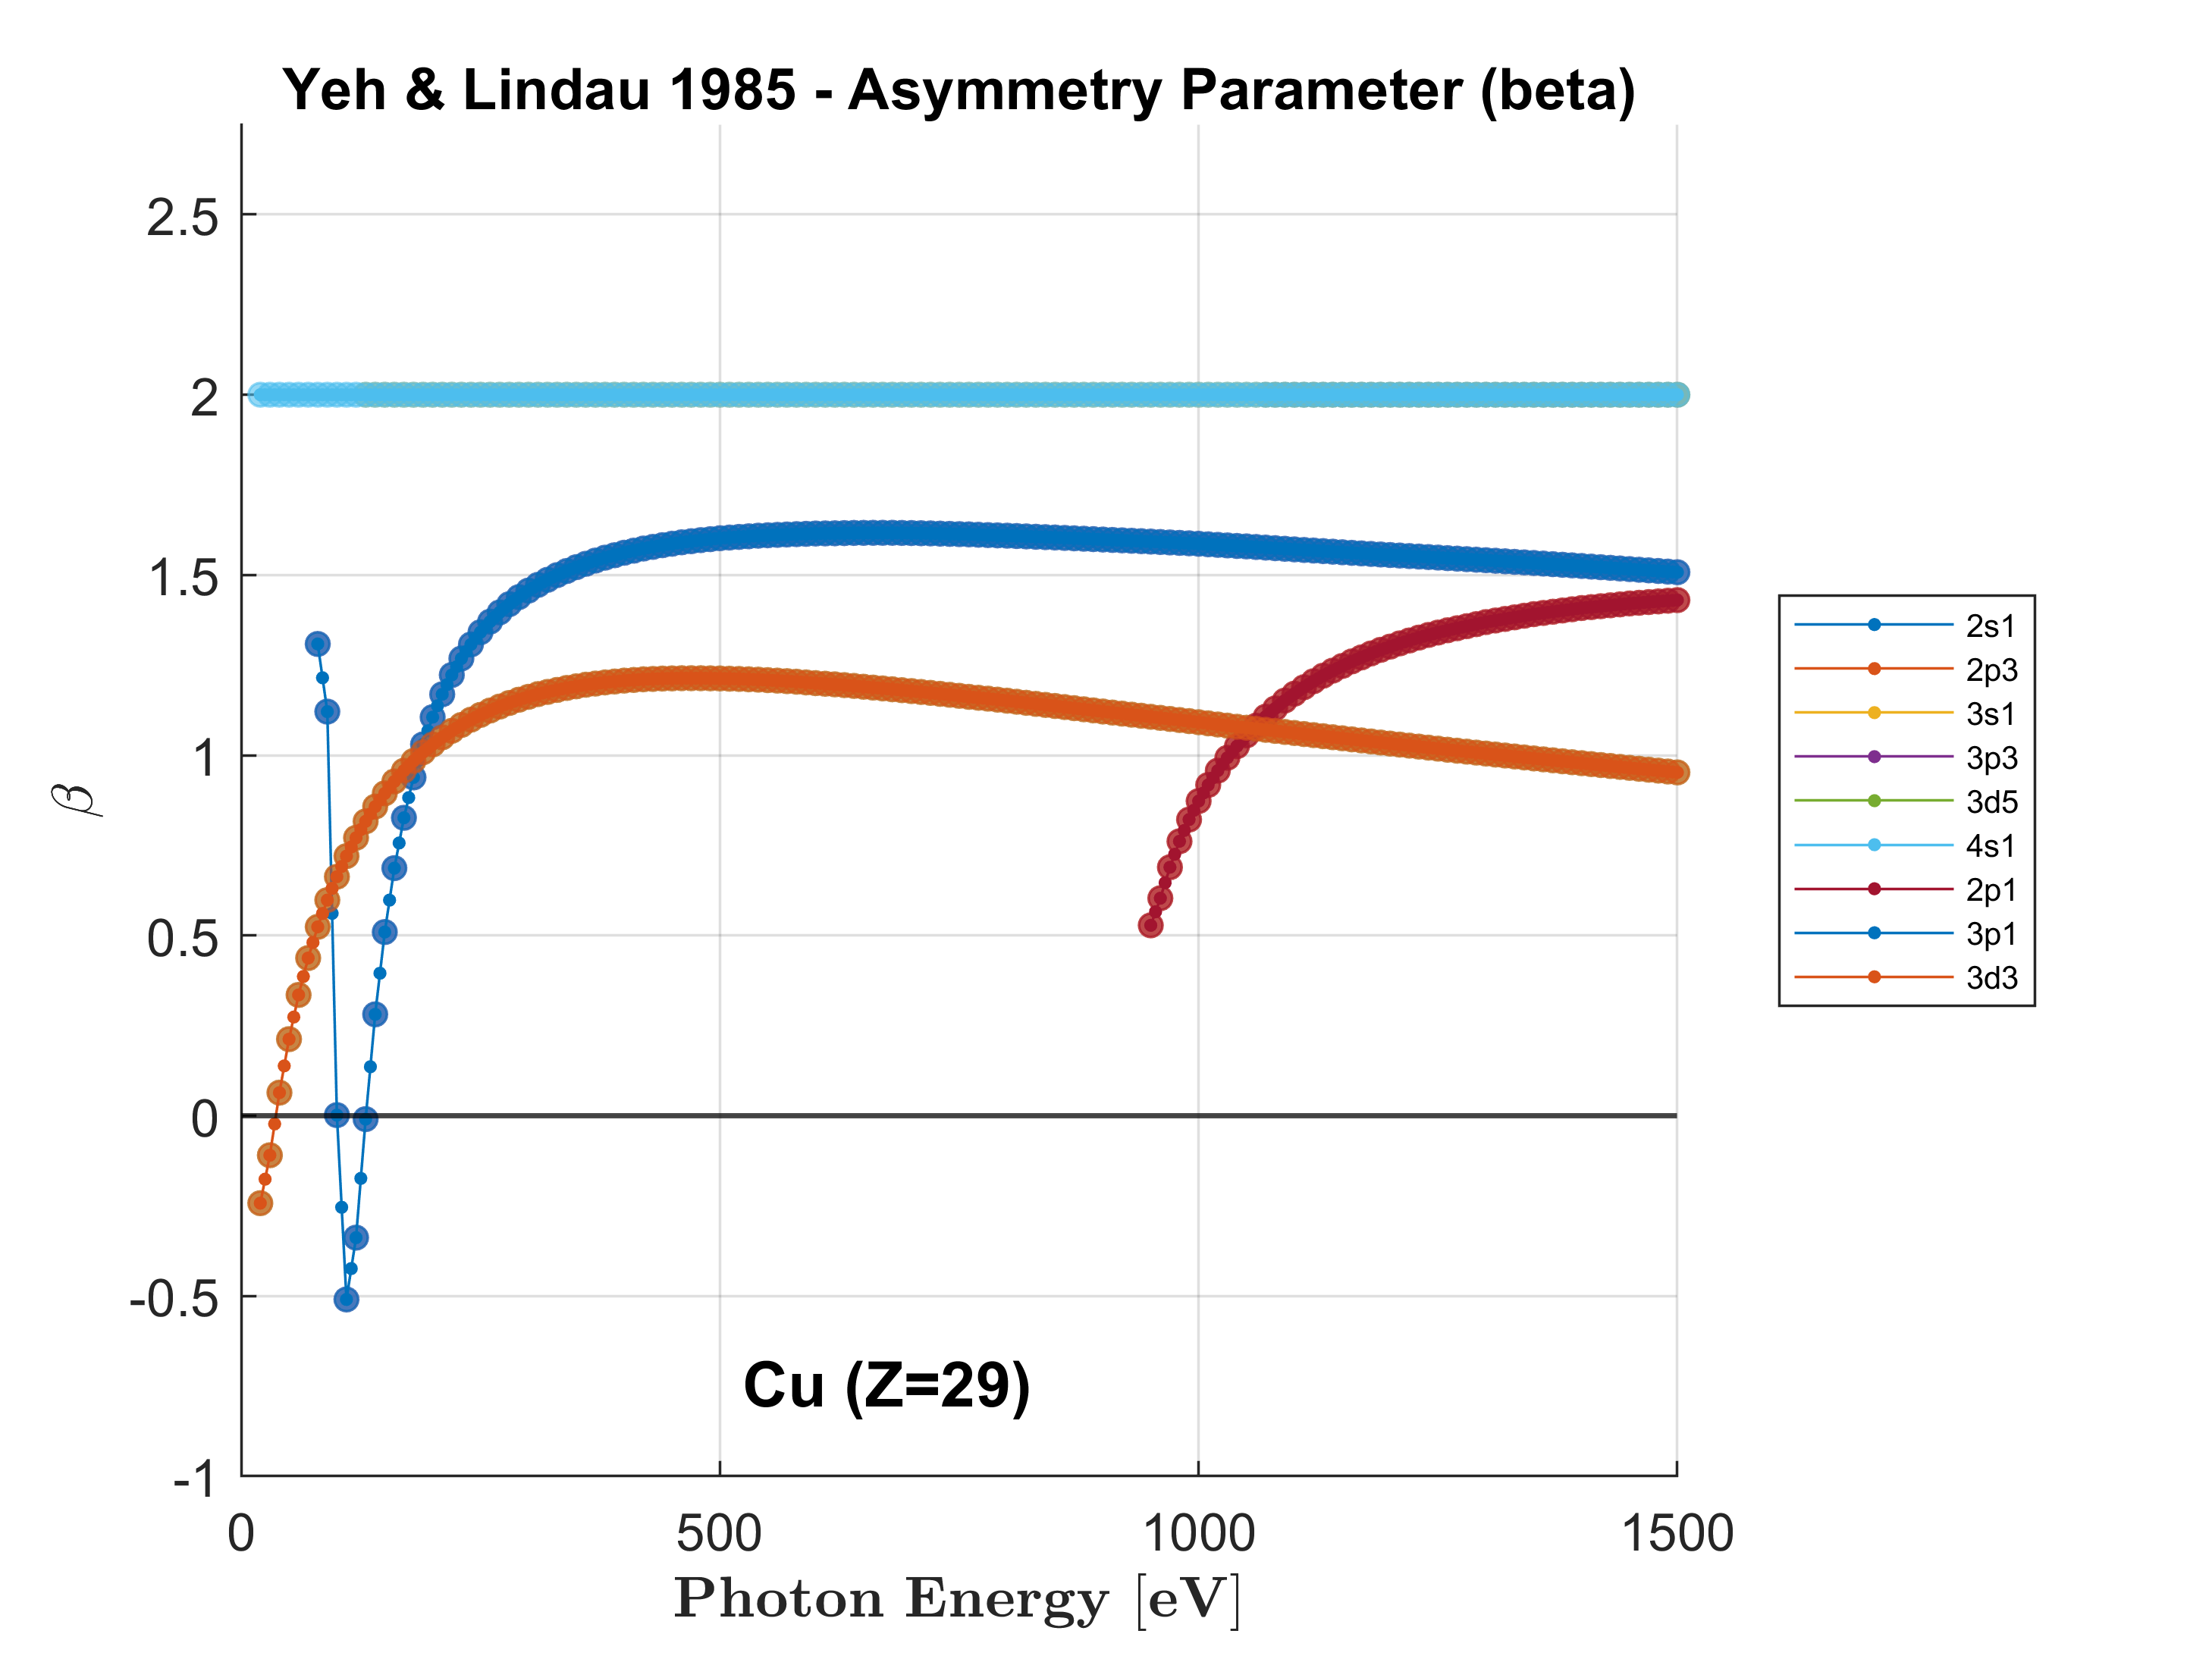 Yeh & Lindau 1985 - Asymmetry Parameter (beta)
2.5
2
1.5
1
0.5
0
-0.5
-1
β
0 500 1000 1500
Photon Energy [eV]
Cu (Z=29)
2s1
2p3
3s1
3p3
3d5
4s1
2p1
3p1
3d3